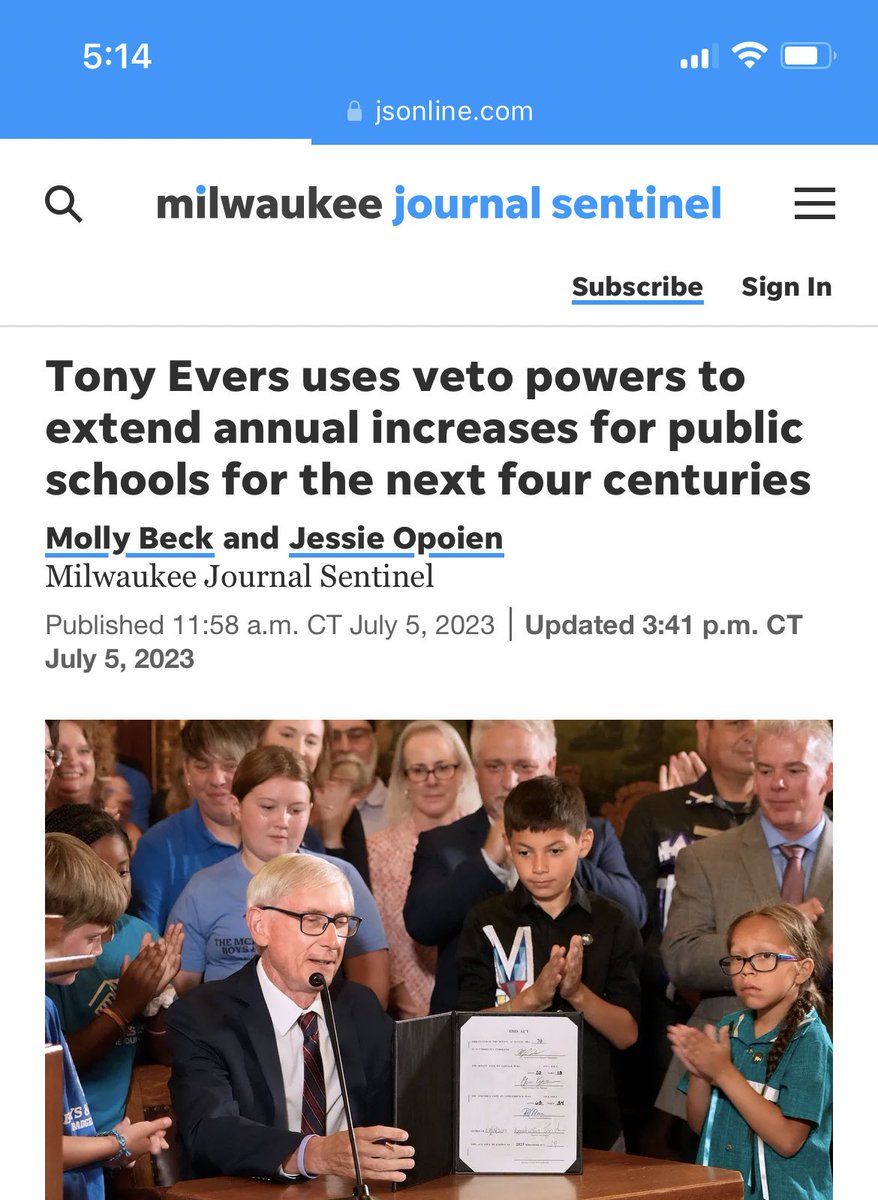 5:14
jsonline.com
milwaukee journal sentinel
Subscribe Sign In
Tony Evers uses veto powers to
extend annual increases for public
schools for the next four centuries
Molly Beck and Jessie Opoien
Milwaukee Journal Sentinel
Published 11:58 a.m. CT July 5, 2023 | Updated 3:41 p.m. CT
July 5, 2023
THE MC
BOYS
M
THIS ACT